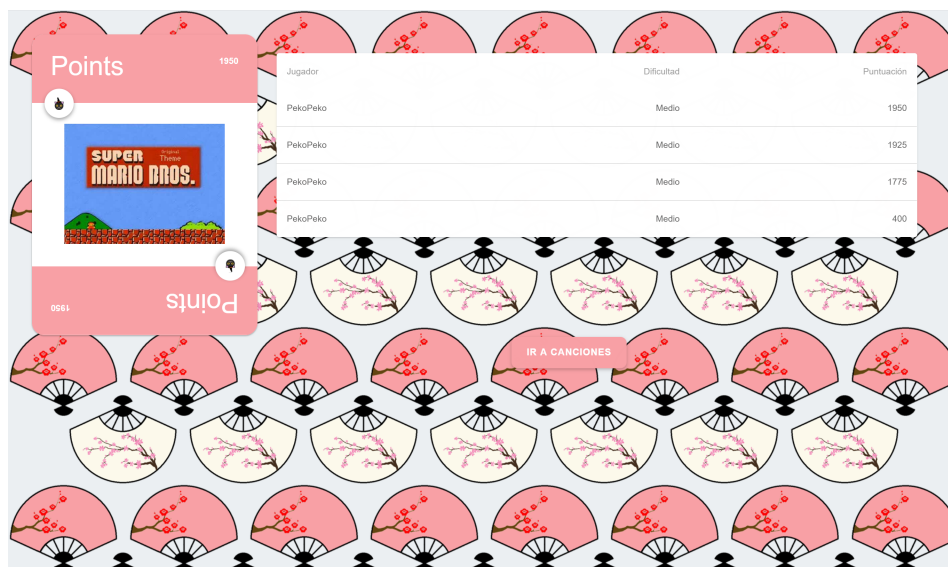 Points 1950
SUPER Original Theme
MARIO BROS.
Points 1950
Jugador Dificultad Puntuación
PekoPeko Medio 1950
PekoPeko Medio 1925
PekoPeko Medio 1775
PekoPeko Medio 400
IR A CANCIONES